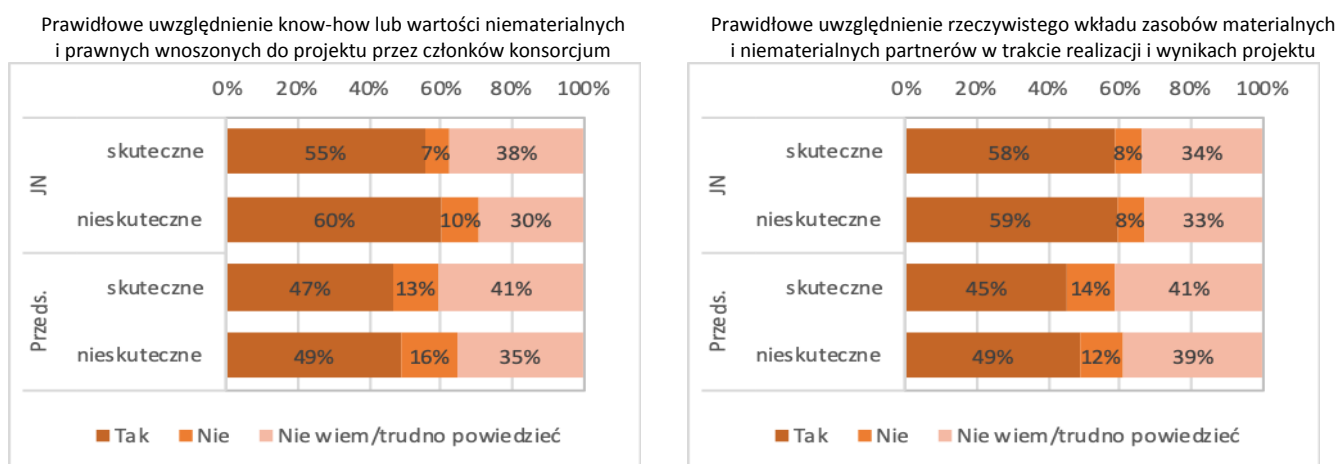 Prawidłowe uwzględnienie know-how lub wartości niematerialnych
i prawnych wnoszonych do projektu przez członków konsorcjum
0% 20% 40% 60% 80% 100%
JN
skuteczne 55% 7% 38%
nieskuteczne 60% 10% 30%
Przeds.
skuteczne 47% 13% 41%
nieskuteczne 49% 16% 35%
Tak Nie Nie wiem/trudno powiedzieć
Prawidłowe uwzględnienie rzeczywistego wkładu zasobów materialnych
i niematerialnych partnerów w trakcie realizacji i wynikach projektu
0% 20% 40% 60% 80% 100%
JN
skuteczne 58% 8% 34%
nieskuteczne 59% 8% 33%
Przeds.
skuteczne 45% 14% 41%
nieskuteczne 49% 12% 39%
Tak Nie Nie wiem/trudno powiedzieć